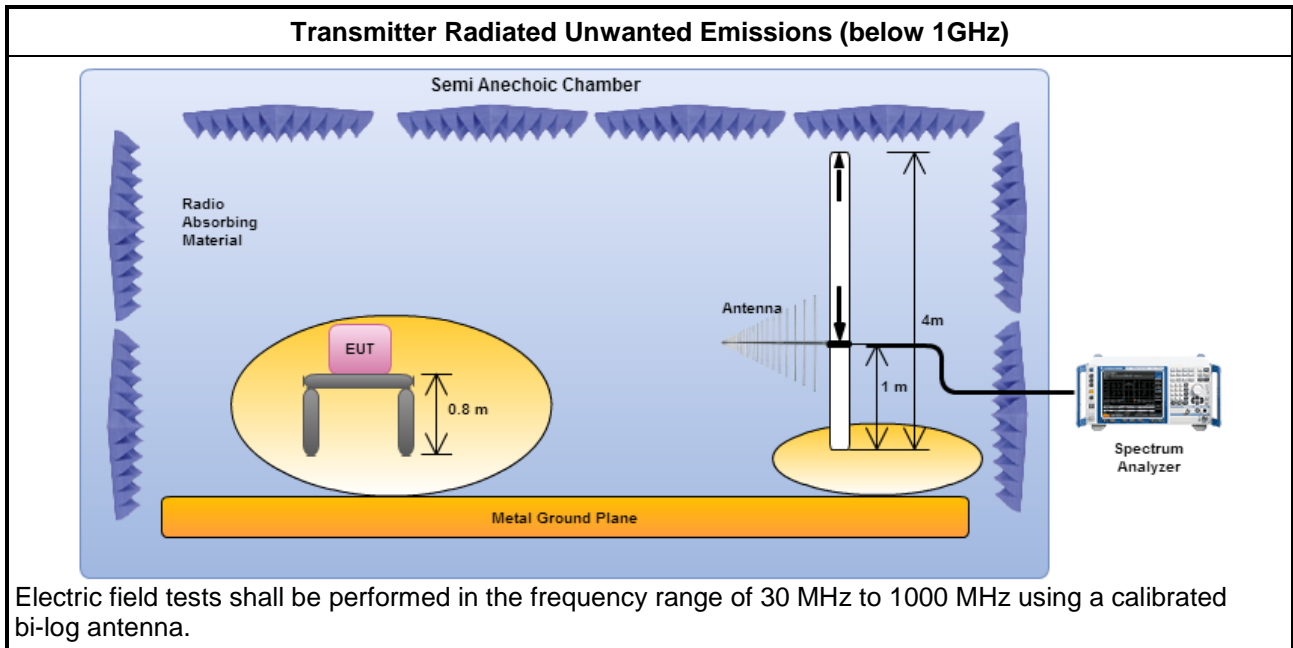 Transmitter Radiated Unwanted Emissions (below 1GHz)
Semi Anechoic Chamber
Radio
Absorbing
Material
Antenna
4m
EUT
1 m
0.8 m
Spectrum
Analyzer
Metal Ground Plane
Electric field tests shall be performed in the frequency range of 30 MHz to 1000 MHz using a calibrated
bi-log antenna.